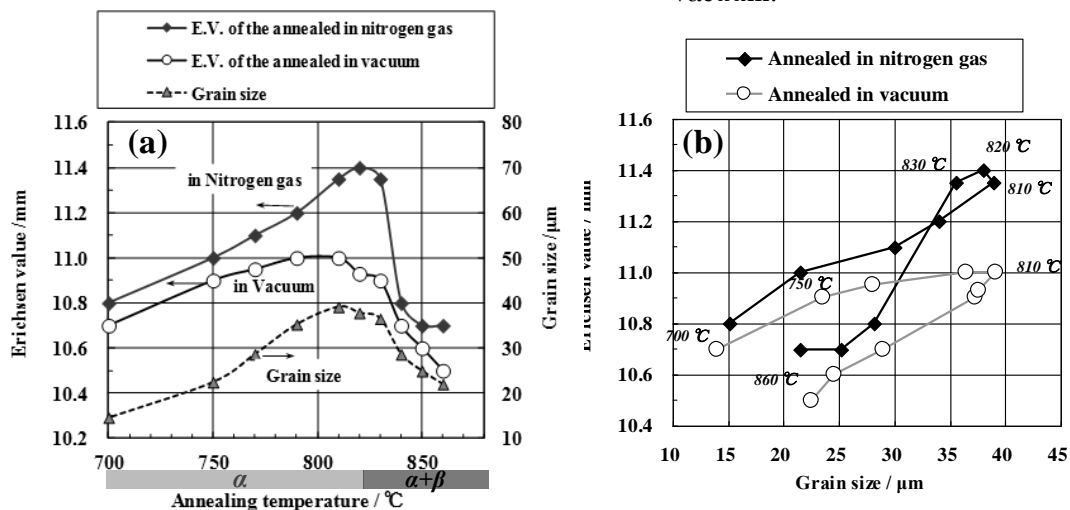 E.V. of the annealed in nitrogen gas
E.V. of the annealed in vacuum
Grain size
(a)
11.6
11.4
11.2
11.0
10.8
10.6
10.4
10.2
Erichsen value /mm
in Nitrogen gas
in Vacuum
Grain size
80
70
60
50
40
30
20
10
Grain size /μm
700
750
800
850
α
α+β
Annealing temperature / ℃
Annealed in nitrogen gas
Annealed in vacuum
(b)
11.6
11.4
11.2
11.0
10.8
10.6
10.4
Erichsen value / mm
830 ℃
820 ℃
810 ℃
810 ℃
750 ℃
700 ℃
860 ℃
10
15
20
25
30
35
40
45
Grain size / μm